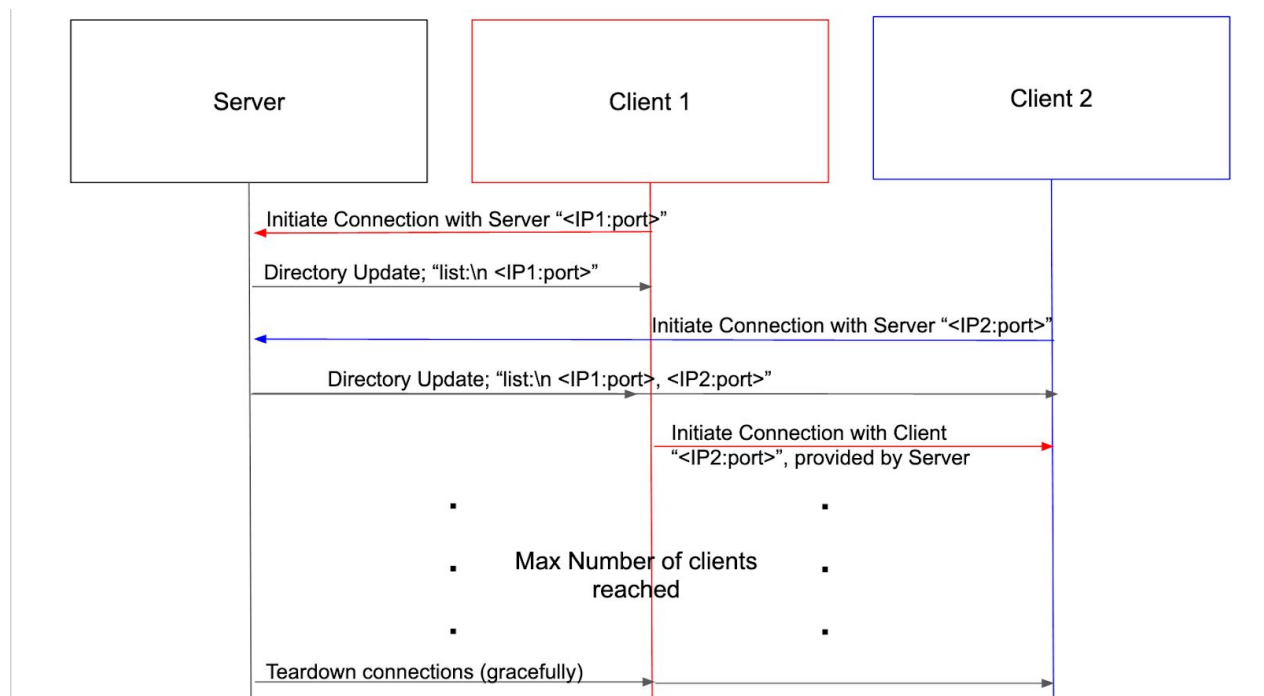 Server
Client 1
Client 2
Initiate Connection with Server “<IP1:port>”
Directory Update; “list:\n <IP1:port>”
Initiate Connection with Server “<IP2:port>”
Directory Update; “list:\n <IP1:port>, <IP2:port>”
Initiate Connection with Client
“<IP2:port>”, provided by Server
Max Number of clients
reached
Teardown connections (gracefully)